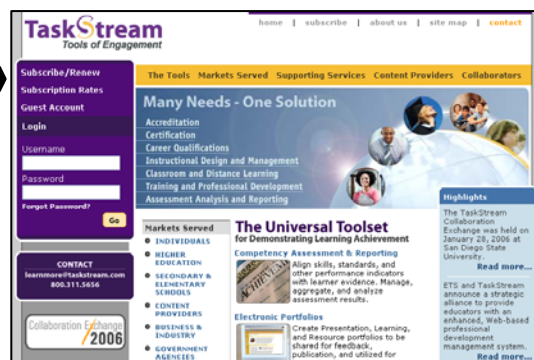 TaskStream
Tools of Engagement
home | subscribe | about us | site map | contact
Subscribe/Renew
Subscription Rates
Guest Account
Login
Username
Password
Forgot Password?
Go
CONTACT
learnmore@taskstream.com
800.311.5656
Collaboration Exchange
2006
The Tools Markets Served Supporting Services Content Providers Collaborators
Many Needs - One Solution
Accreditation
Certification
Career Qualifications
Instructional Design and Management
Classroom and Distance Learning
Training and Professional Development
Assessment Analysis and Reporting
Markets Served
INDIVIDUALS
HIGHER
EDUCATION
SECONDARY &
ELEMENTARY
SCHOOLS
CONTENT
PROVIDERS
BUSINESS &
INDUSTRY
GOVERNMENT
AGENCIES
The Universal Toolset
for Demonstrating Learning Achievement
Competency Assessment & Reporting
Align skills, standards, and
other performance indicators
with learner evidence. Manage,
aggregate, and analyze
assessment results.
Electronic Portfolios
Create Presentation, Learning,
and Resource portfolios to be
shared for feedback,
publication, and utilized for
Highlights
The TaskStream
Collaboration
Exchange was held on
January 28, 2006 at
San Diego State
University.
Read more...
ETS and TaskStream
announce a strategic
alliance to provide
educators with an
enhanced, Web-based
professional
development
management system.
Read more...